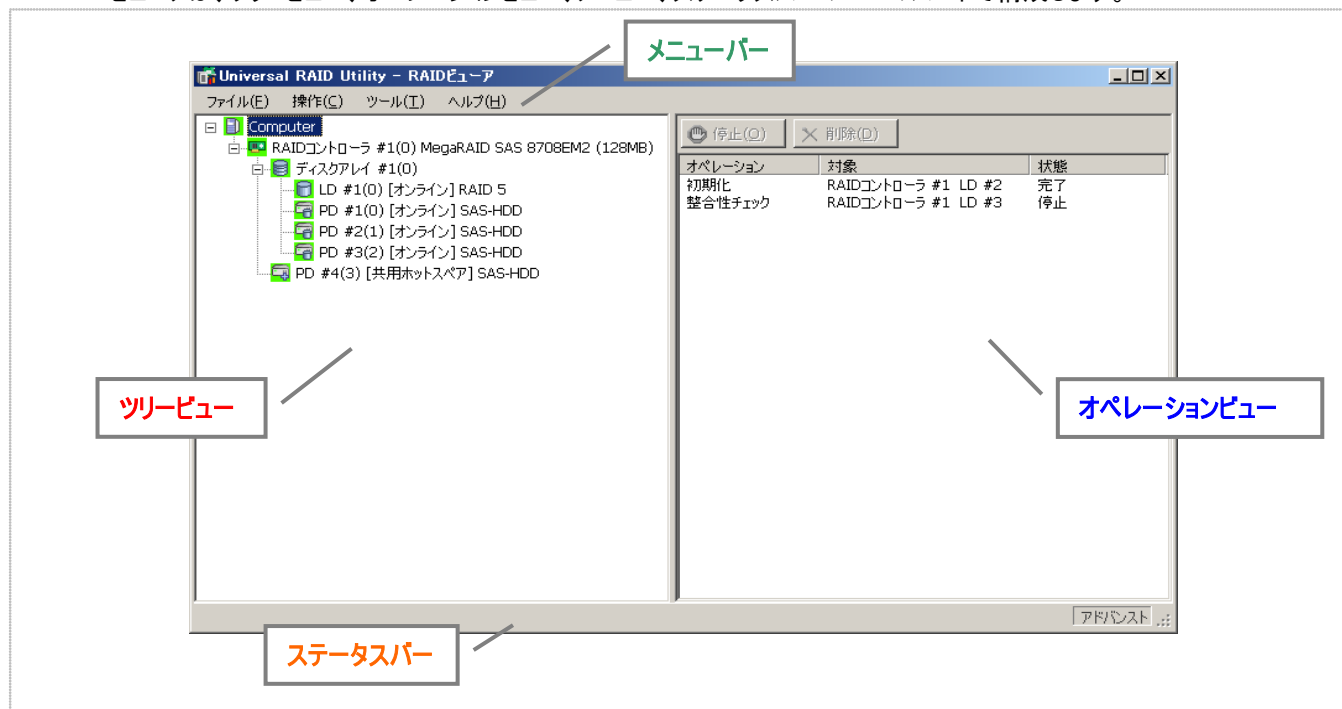 メニューバー
Universal RAID Utility - RAIDビューア
ファイル(F) 操作(C) ツール(T) ヘルプ(H)
Computer
RAIDコントローラ #1(0) MegaRAID SAS 8708EM2 (128MB)
ディスクアレイ #1(0)
LD #1(0) [オンライン] RAID 5
PD #1(0) [オンライン] SAS-HDD
PD #2(1) [オンライン] SAS-HDD
PD #3(2) [オンライン] SAS-HDD
PD #4(3) [共用ホットスペア] SAS-HDD
停止(O) 削除(D)
オペレーション 対象 状態
初期化 RAIDコントローラ #1 LD #2 完了
整合性チェック RAIDコントローラ #1 LD #3 停止
ツリービュー
オペレーションビュー
アドバンスト
ステータスバー